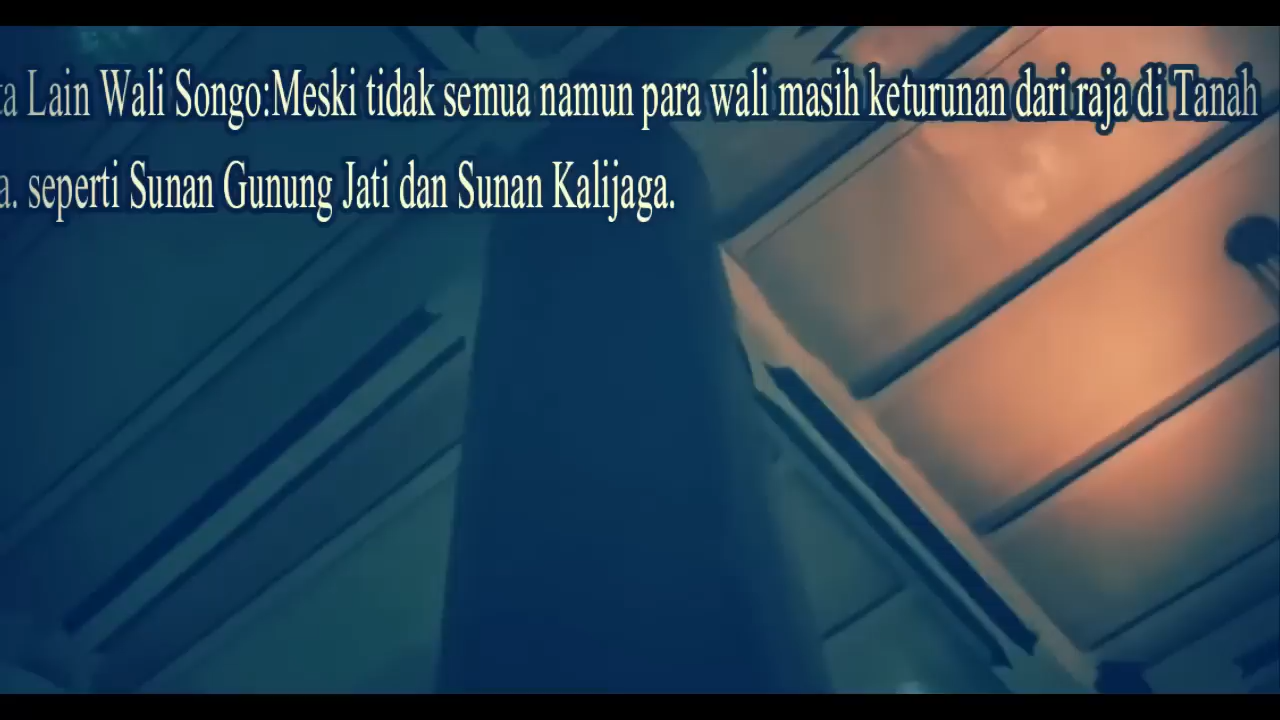 Lain Wali Songo:Meski tidak semua namun para wali masih keturunan dari raja di Tanah
seperti Sunan Gunung Jati dan Sunan Kalijaga.